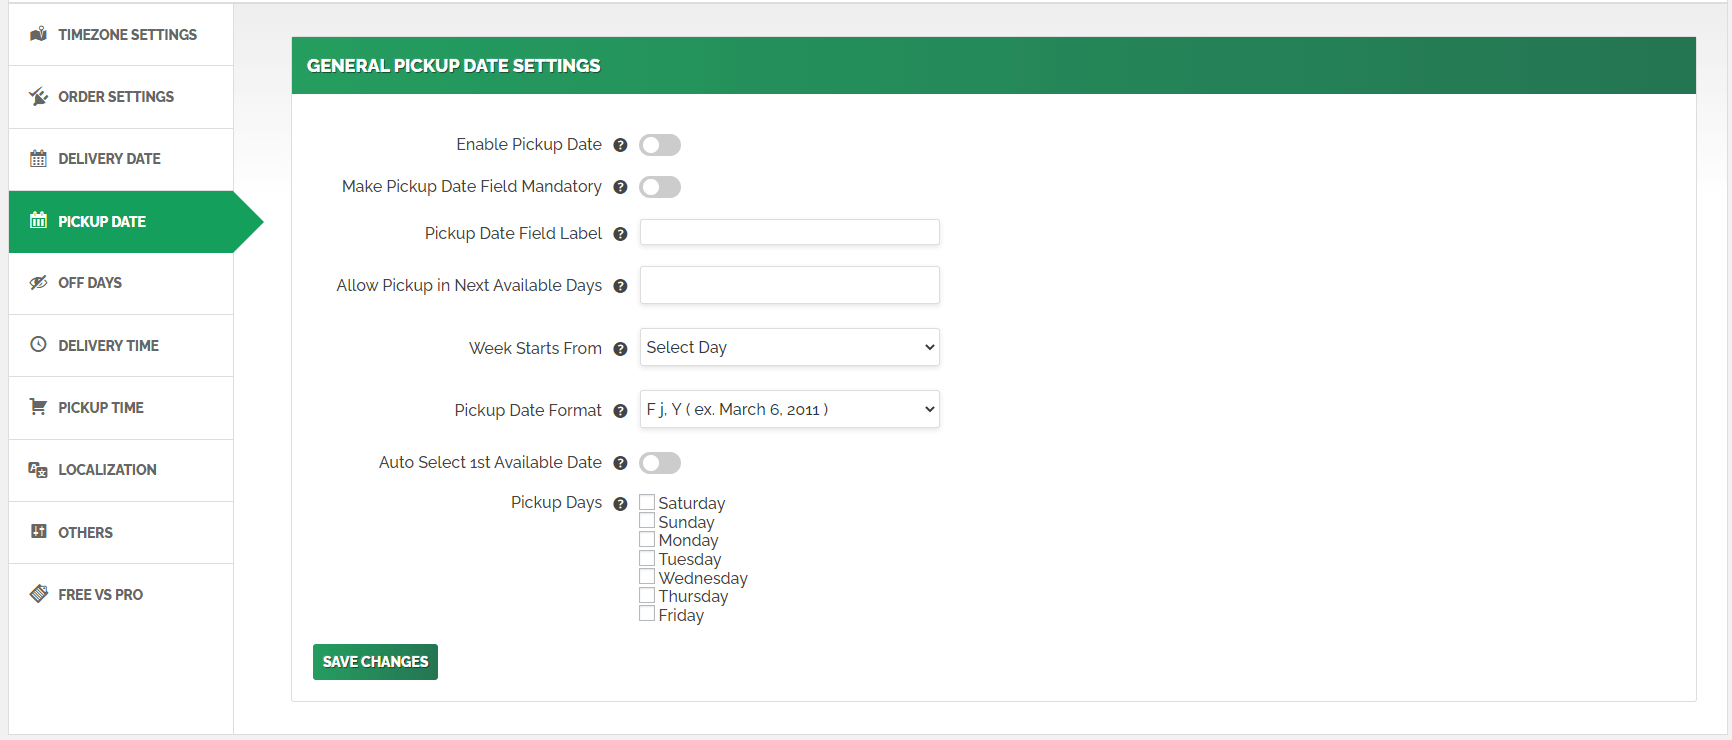 TIMEZONE SETTINGS
ORDER SETTINGS
DELIVERY DATE
PICKUP DATE
OFF DAYS
DELIVERY TIME
PICKUP TIME
LOCALIZATION
OTHERS
FREE VS PRO
GENERAL PICKUP DATE SETTINGS
Enable Pickup Date ?
Make Pickup Date Field Mandatory ?
Pickup Date Field Label ?
Allow Pickup in Next Available Days ?
Week Starts From ? Select Day
Pickup Date Format ? F j, Y ( ex. March 6, 2011 )
Auto Select 1st Available Date ?
Pickup Days ? Saturday
Sunday
Monday
Tuesday
Wednesday
Thursday
Friday
SAVE CHANGES